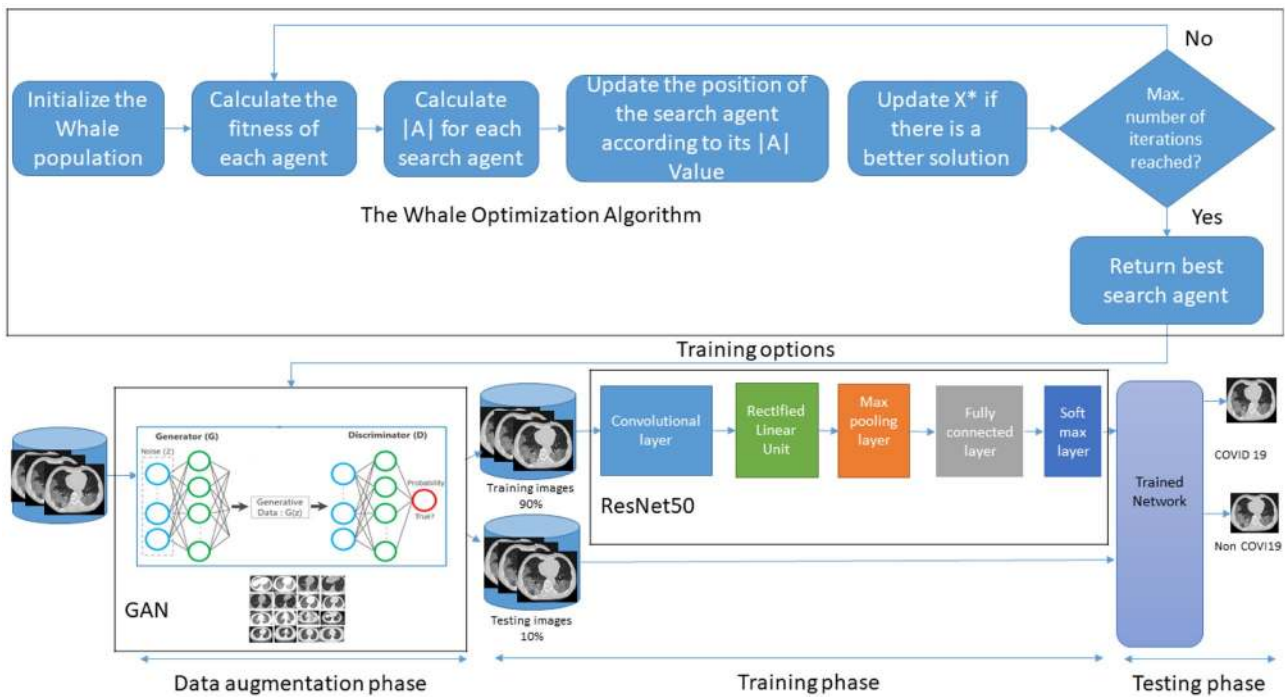 No
Initialize the
Whale
population
Calculate the
fitness of
each agent
Calculate
|A| for each
search agent
Update the position of
the search agent
according to its |A|
Value
Update X* if
there is a
better solution
Max.
number of
iterations
reached?
The Whale Optimization Algorithm
Yes
Return best
search agent
Training options
Generator (G)
Discriminator (D)
Noise (Z)
Generative
Data : G(z)
Probability
True?
GAN
Training images
90%
Testing images
10%
Convolutional
layer
Rectified
Linear
Unit
Max
pooling
layer
Fully
connected
layer
Soft
max
layer
ResNet50
Trained
Network
COVID 19
Non COVI19
Data augmentation phase
Training phase
Testing phase